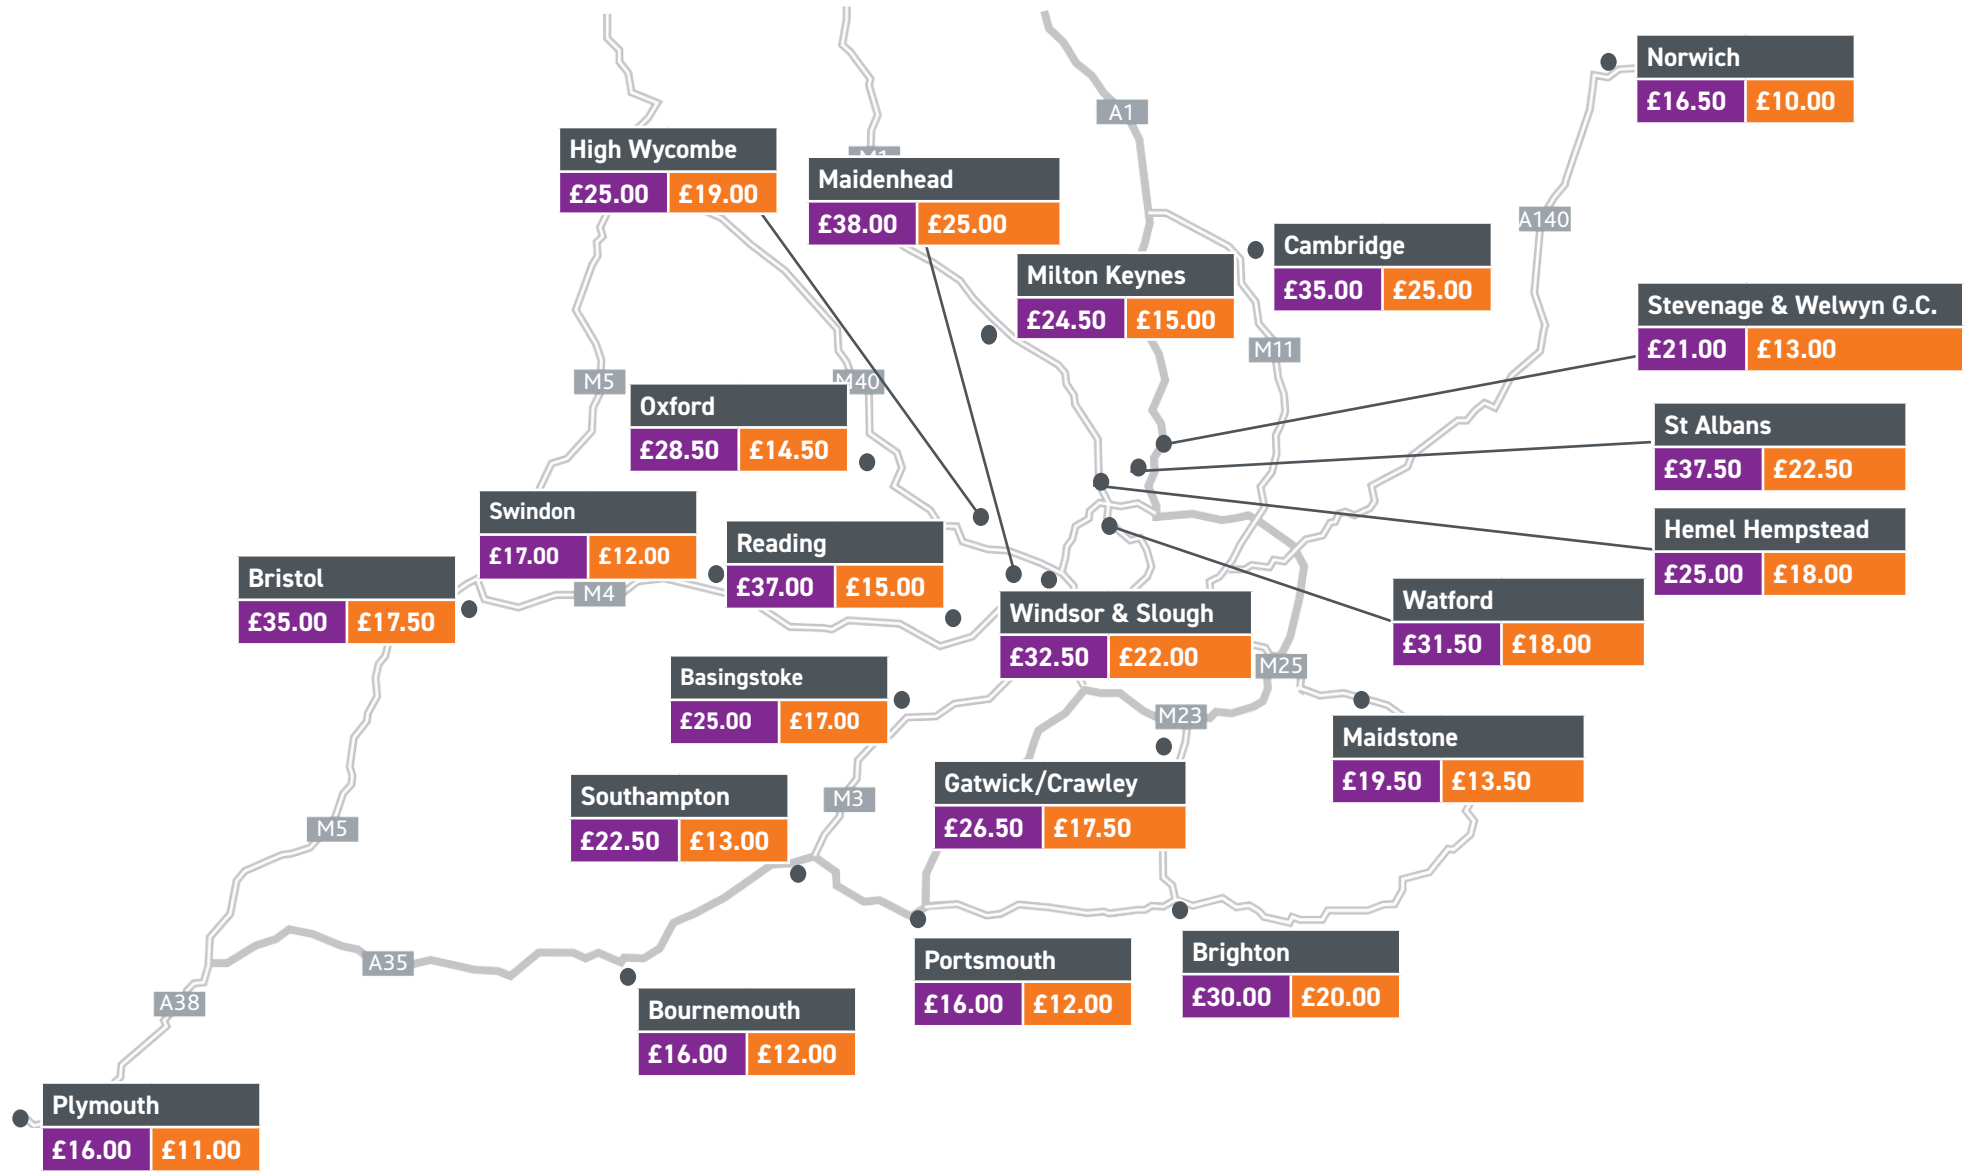 Norwich
£16.50 £10.00
A1
High Wycombe
£25.00 £19.00
M1
Maidenhead
£38.00 £25.00
A140
Cambridge
£35.00 £25.00
Milton Keynes
£24.50 £15.00
Stevenage & Welwyn G.C.
£21.00 £13.00
M11
M5
M40
Oxford
£28.50 £14.50
St Albans
£37.50 £22.50
Swindon
£17.00 £12.00
Reading
£37.00 £15.00
Hemel Hempstead
£25.00 £18.00
Bristol
£35.00 £17.50
M4
Windsor & Slough
£32.50 £22.00
Watford
£31.50 £18.00
M25
Basingstoke
£25.00 £17.00
M23
Maidstone
£19.50 £13.50
Southampton
£22.50 £13.00
M3
Gatwick/Crawley
£26.50 £17.50
M5
A35
Portsmouth
£16.00 £12.00
Brighton
£30.00 £20.00
A38
Bournemouth
£16.00 £12.00
Plymouth
£16.00 £11.00